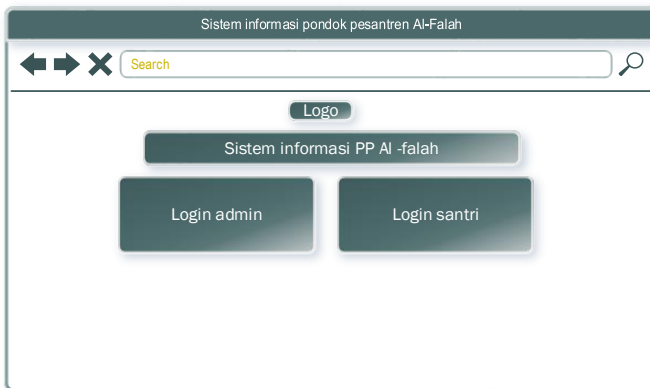 Sistem informasi pondok pesantren Al-Falah
Search
Logo
Sistem informasi PP Al -falah
Login admin
Login santri